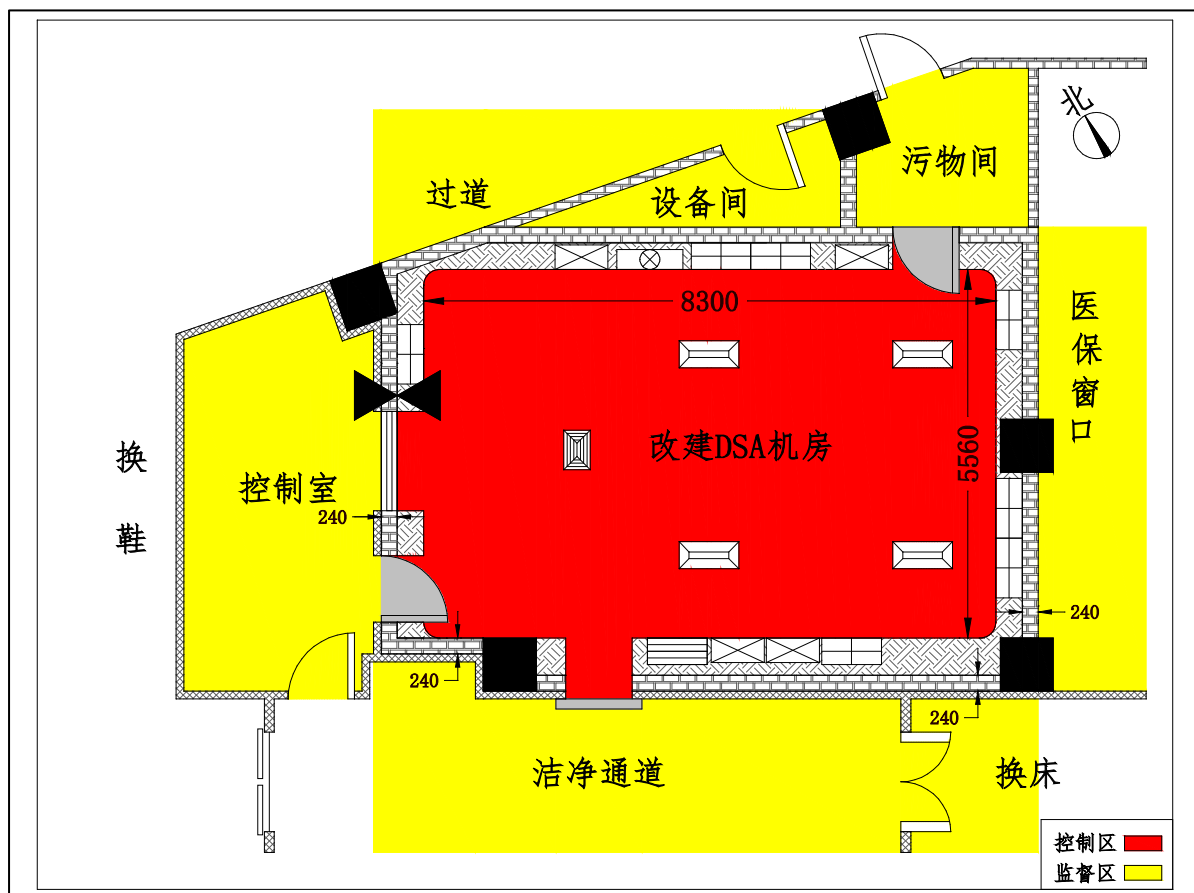 北
污物间
过道
设备间
8300
医保窗口
改建DSA机房
5560
换鞋
控制室
240
240
240
240
洁净通道
换床
控制区
监督区